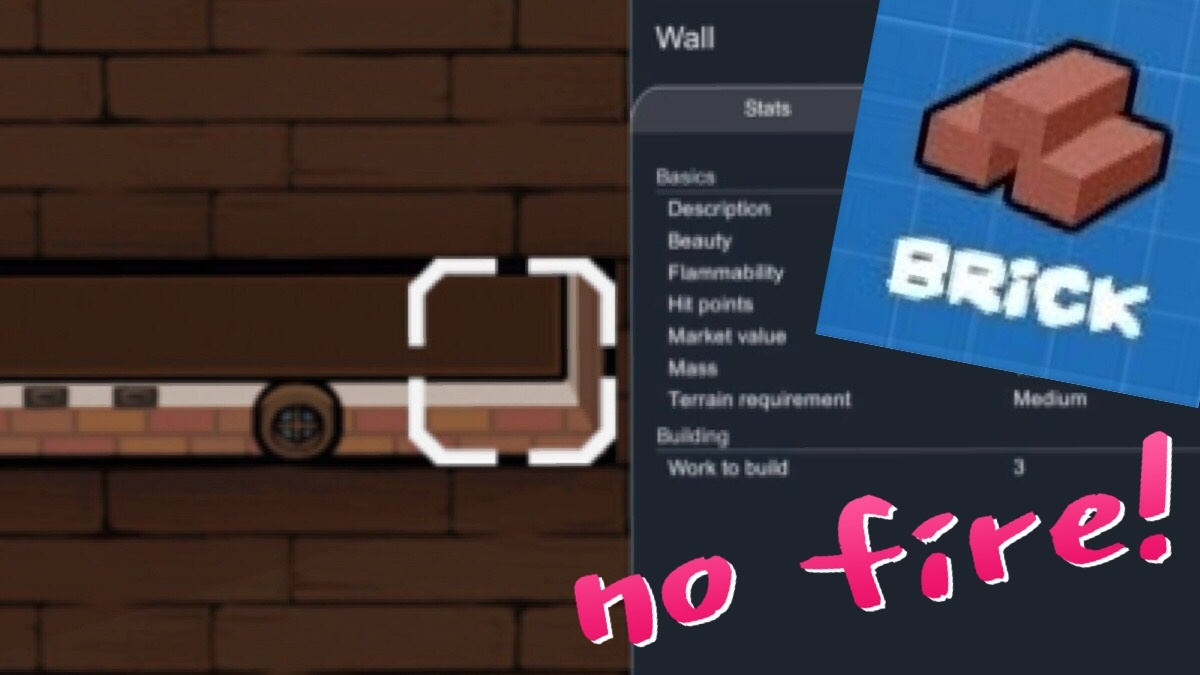 Wall
Stats
Basics
Description
Beauty
Flammability
Hit points
Market value
Mass
Terrain requirement Medium
Building
Work to build 3
BRiCK
no fire!